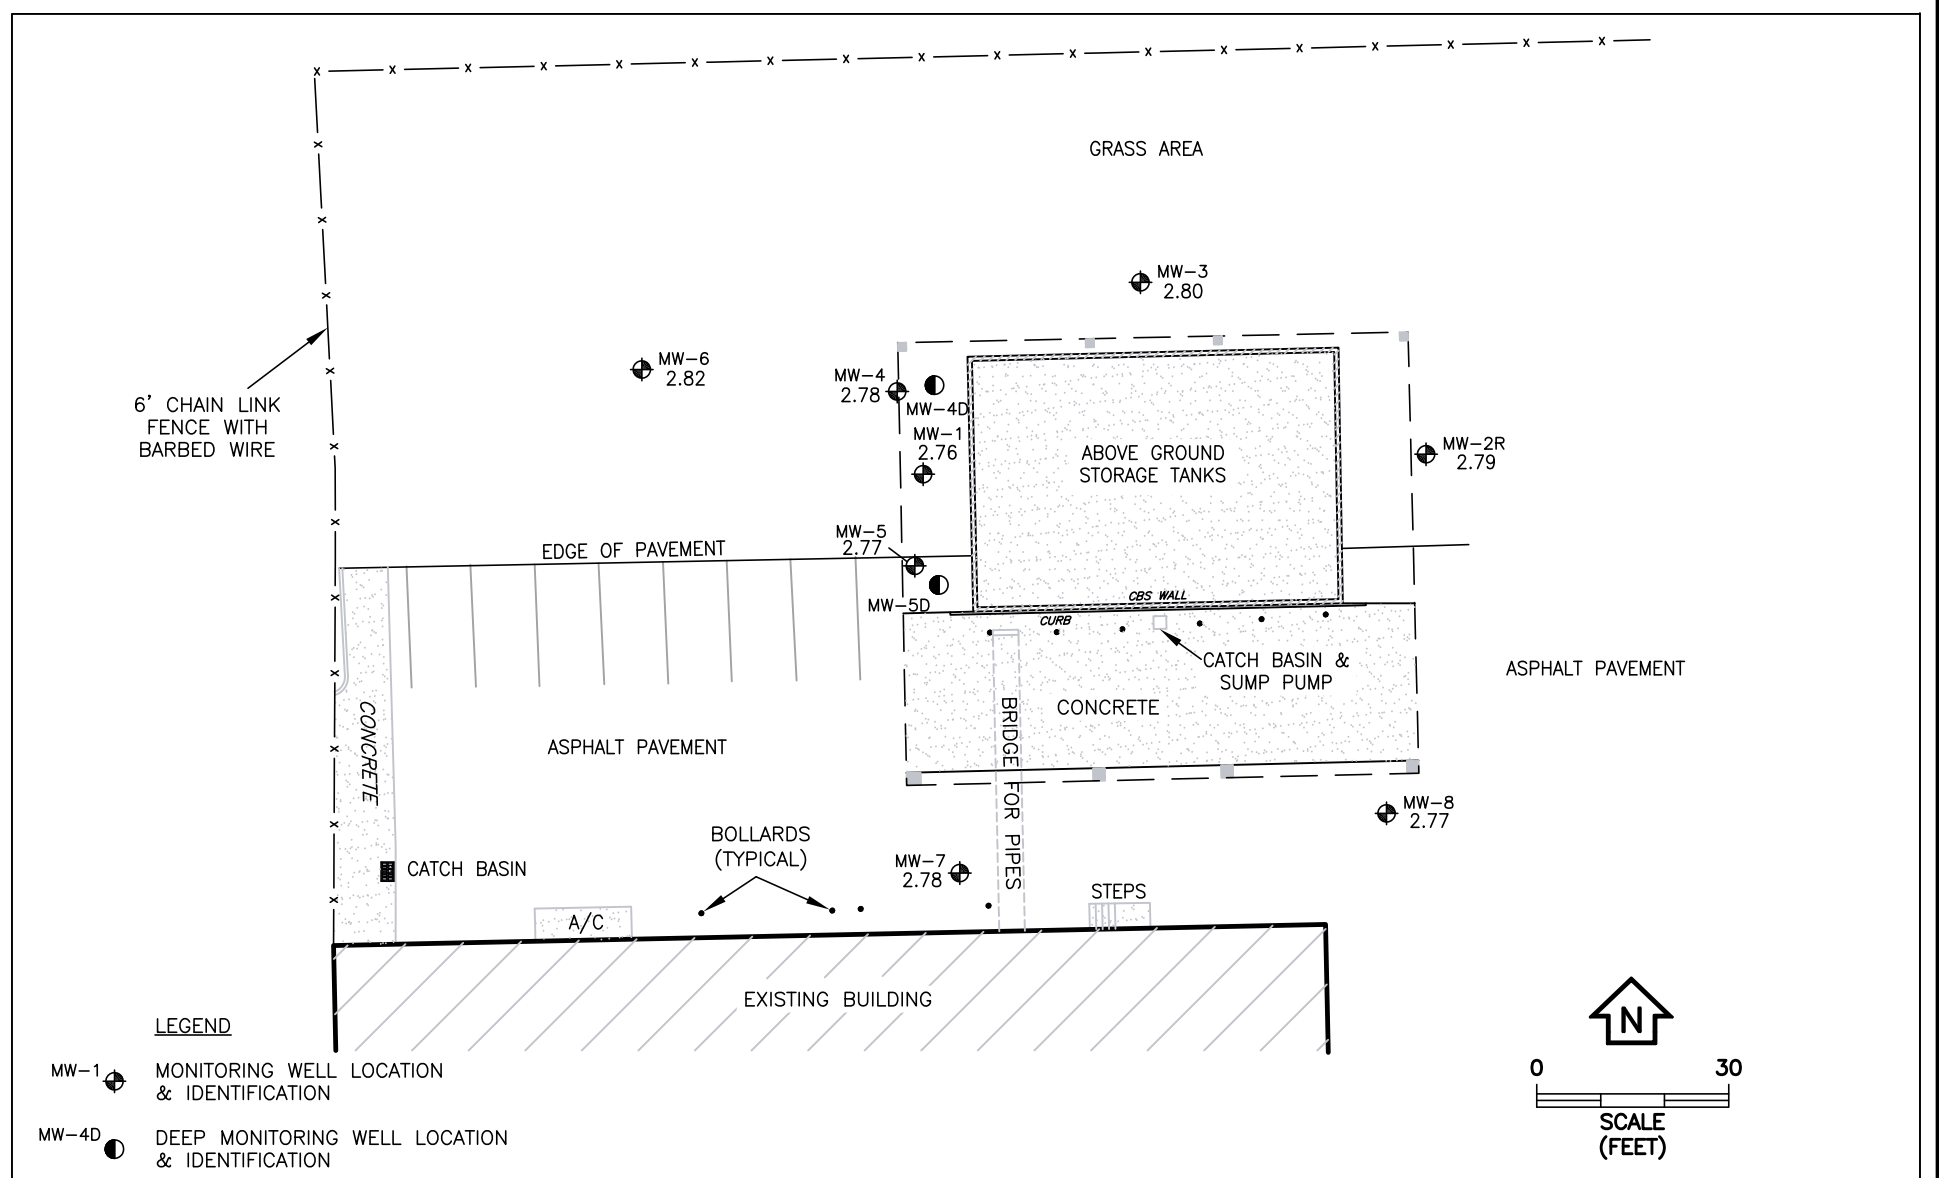 GRASS AREA
MW-3
2.80
MW-6
2.82
MW-4
2.78
MW-4D
MW-1
2.76
6' CHAIN LINK
FENCE WITH
BARBED WIRE
ABOVE GROUND
STORAGE TANKS
MW-2R
2.79
MW-5
2.77
EDGE OF PAVEMENT
MW-5D
CBS WALL
CURB
CATCH BASIN &
SUMP PUMP
ASPHALT PAVEMENT
CONCRETE
CONCRETE
BRIDGE FOR PIPES
ASPHALT PAVEMENT
MW-8
2.77
BOLLARDS
(TYPICAL)
MW-7
2.78
CATCH BASIN
STEPS
A/C
EXISTING BUILDING
LEGEND
MW-1
MONITORING WELL LOCATION
& IDENTIFICATION
MW-4D
DEEP MONITORING WELL LOCATION
& IDENTIFICATION
N
0 30
SCALE
(FEET)